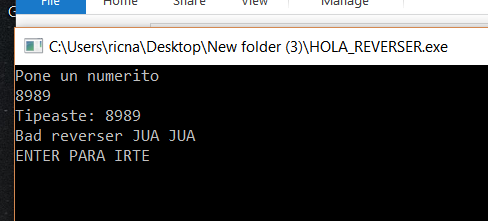 File Home Share View Manage
C:\Users\ricna\Desktop\New folder (3)\HOLA_REVERSER.exe
Pone un numerito
8989
Tipeaste: 8989
Bad reverser JUA JUA
ENTER PARA IRTE